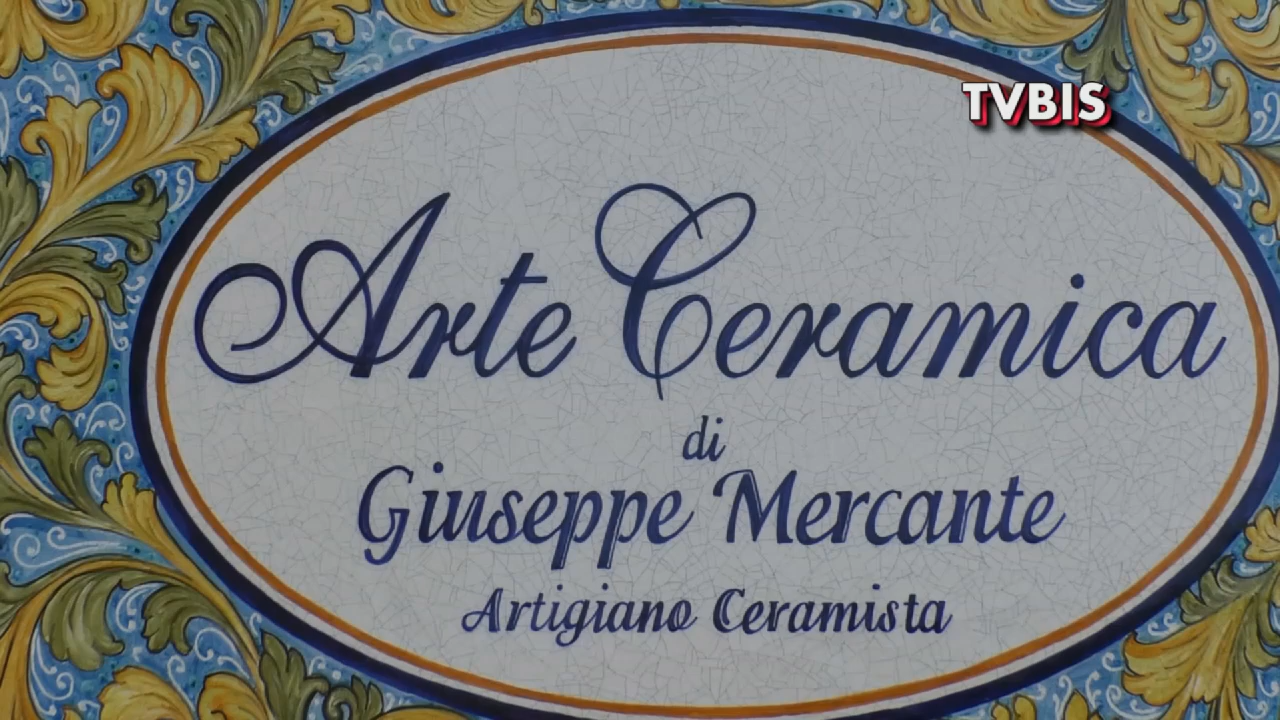 TVBIS
Arte Ceramica
di
Giuseppe Mercante
Artigiano Ceramista